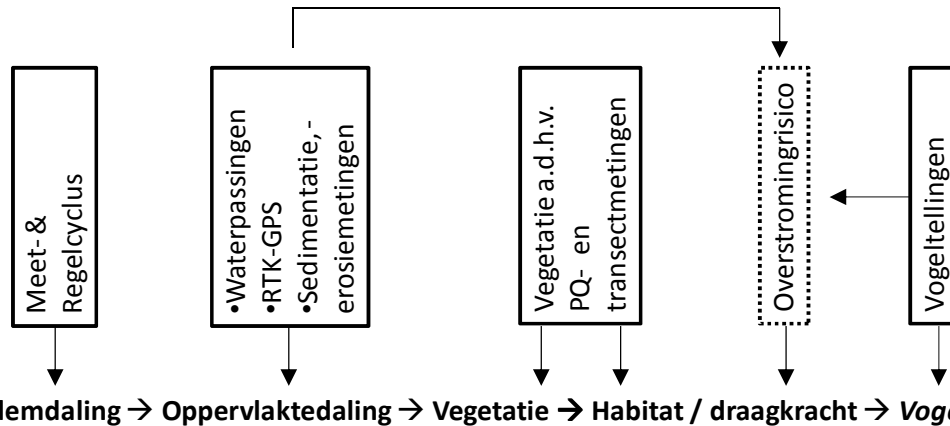 Meet- &
Regelcyclus
•Waterpassingen
•RTK-GPS
•Sedimentatie, -
erosiemetingen
Vegetatie a.d.h.v.
PQ- en
transectmetingen
Overstromingrisico
Vogeltellingen
lemdaling → Oppervlaktedaling → Vegetatie → Habitat / draagkracht → Voge